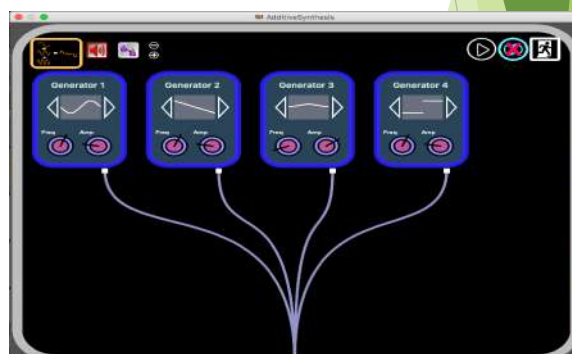 AdditiveSynthesis
Generator 1
Generator 2
Generator 3
Generator 4
Freq Amp
Freq Amp
Freq Amp
Freq Amp